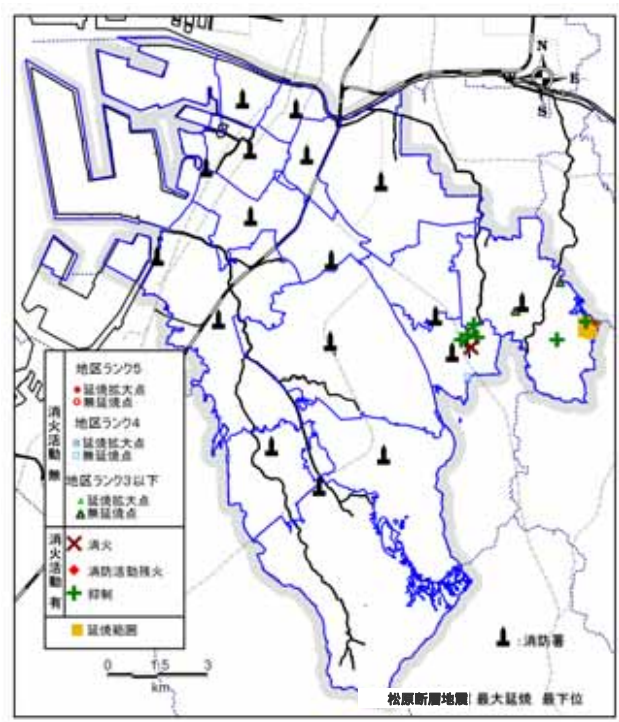 N
E
S
消火活動 無
地区ランク5
延焼拡大点
無延焼点
地区ランク4
延焼拡大点
無延焼点
地区ランク3以下
延焼拡大点
無延焼点
消火活動 有
消火
消防活動残火
抑制
延焼範囲
0 1.5 3
km
:消防署
松原断層地震 最大延焼 最下位